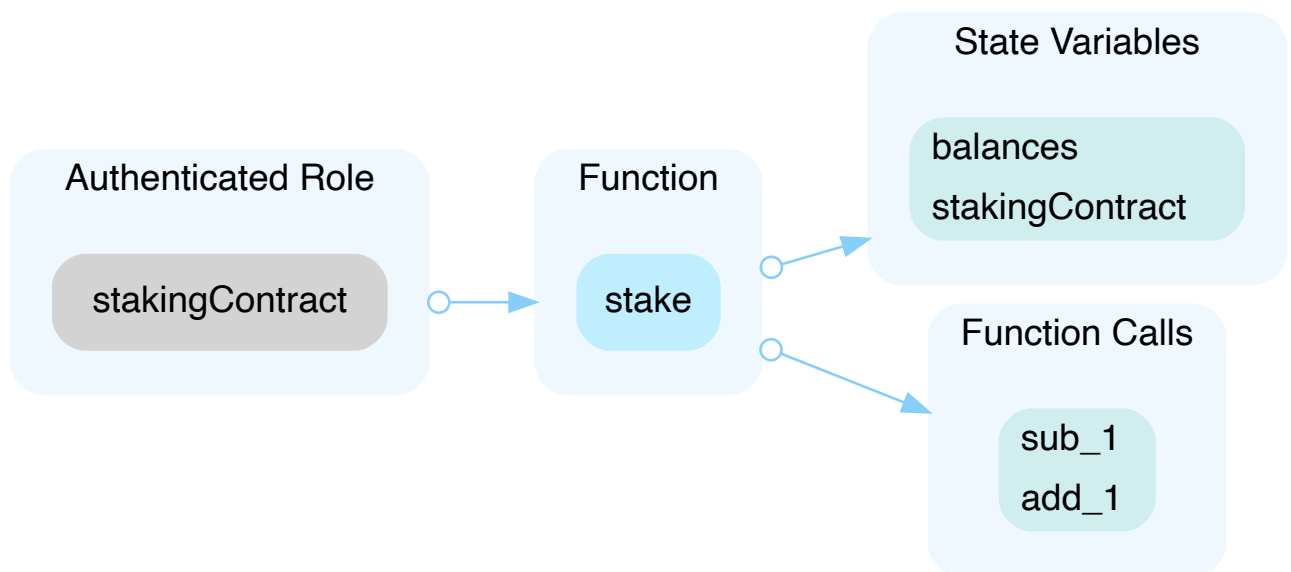 State Variables
balances
stakingContract
Authenticated Role
stakingContract
Function
stake
Function Calls
sub_1
add_1